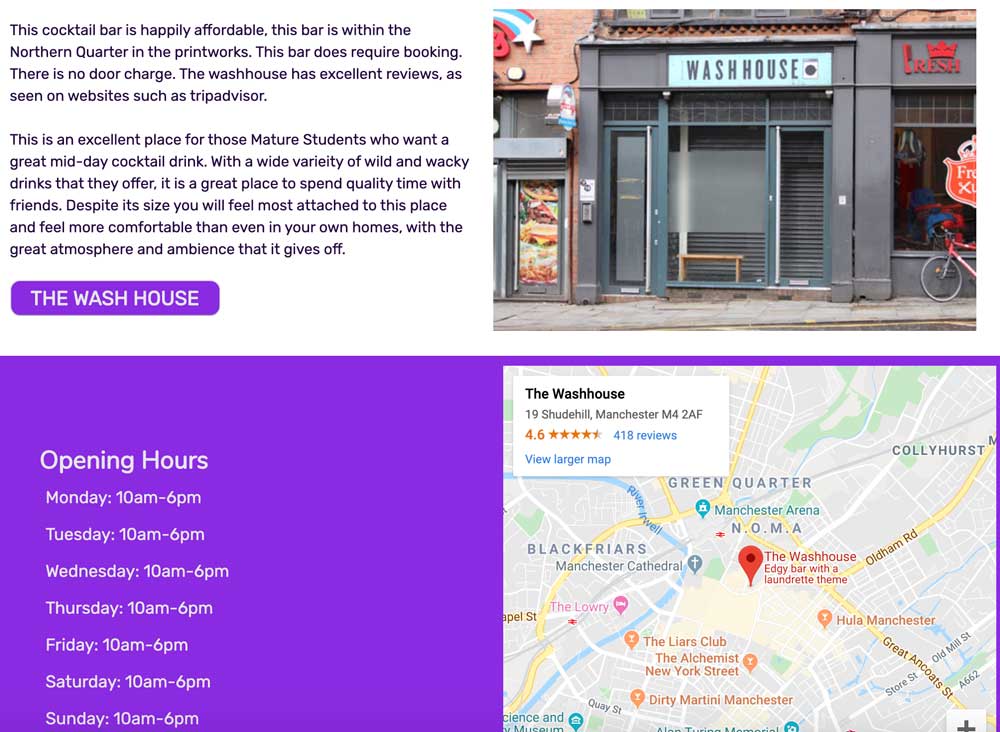 This cocktail bar is happily affordable, this bar is within the
Northern Quarter in the printworks. This bar does require booking.
There is no door charge. The washhouse has excellent reviews, as
seen on websites such as tripadvisor.
This is an excellent place for those Mature Students who want a
great mid-day cocktail drink. With a wide varieity of wild and wacky
drinks that they offer, it is a great place to spend quality time with
friends. Despite its size you will feel most attached to this place
and feel more comfortable than even in your own homes, with the
great atmosphere and ambience that it gives off.
THE WASH HOUSE
WASHHOUSE
FRESH
Opening Hours
Monday: 10am-6pm
Tuesday: 10am-6pm
Wednesday: 10am-6pm
Thursday: 10am-6pm
Friday: 10am-6pm
Saturday: 10am-6pm
Sunday: 10am-6pm
The Washhouse
19 Shudehill, Manchester M4 2AF
4.6
418 reviews
View larger map
COLLYHURST
GREEN QUARTER
River Irwell
Manchester Arena
N.O.M.A
BLACKFRIARS
Manchester Cathedral
The Washhouse
Edgy bar with a
laundrette theme
Oldham Rd
The Lowry
apel St
Hula Manchester
The Liars Club
Great Ancoats St
Old Mill St
The Alchemist
New York Street
Store St
A662
Dirty Martini Manchester
Quay St
cience and
Museum
Alan Turing Memorial
+